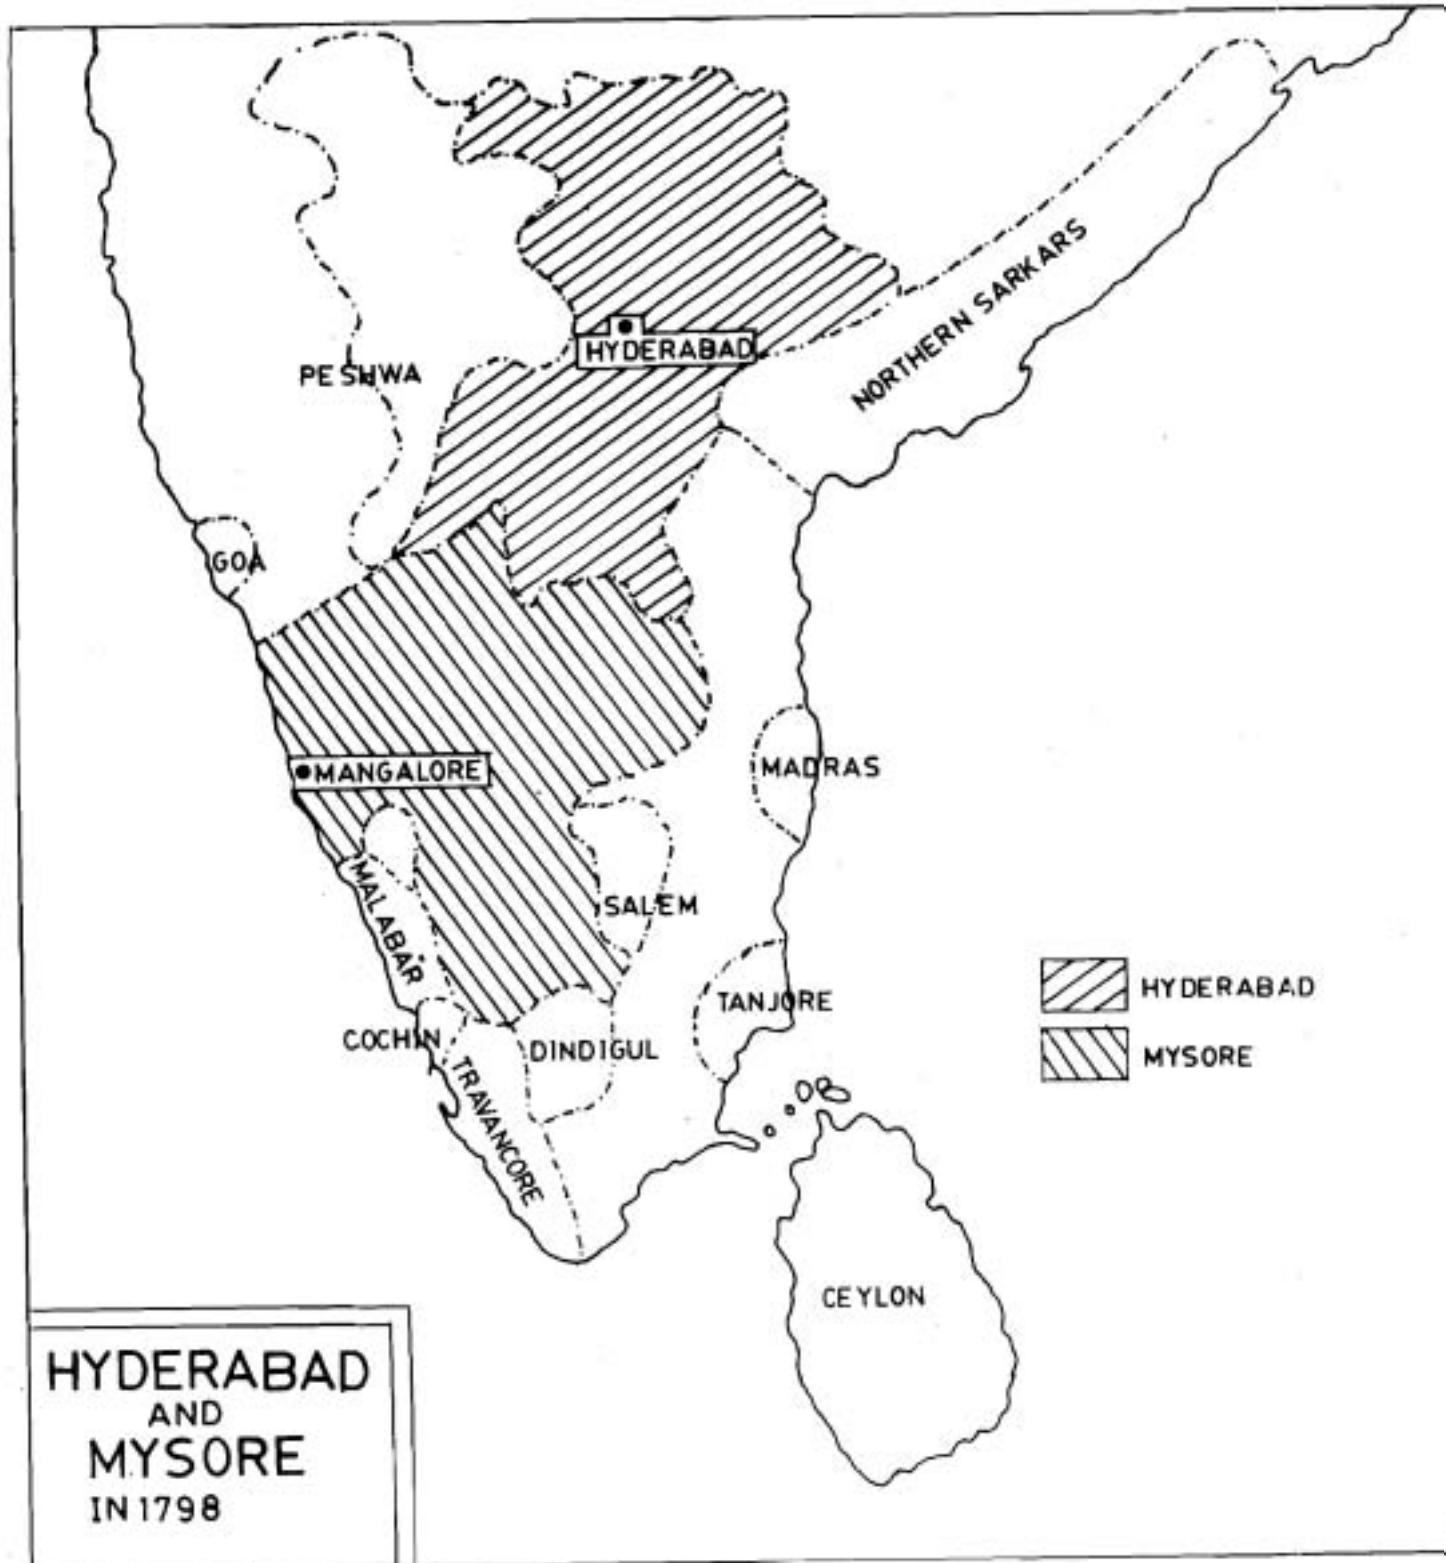 NORTHERN SARKARS
HYDERABAD
PESHWA
GOA
MADRAS
MANGALORE
MALABAR
SALEM
TANJORE
COCHIN
DINDIGUL
TRAVANCORE
CEYLON
HYDERABAD
MYSORE
HYDERABAD
AND
MYSORE
IN 1798